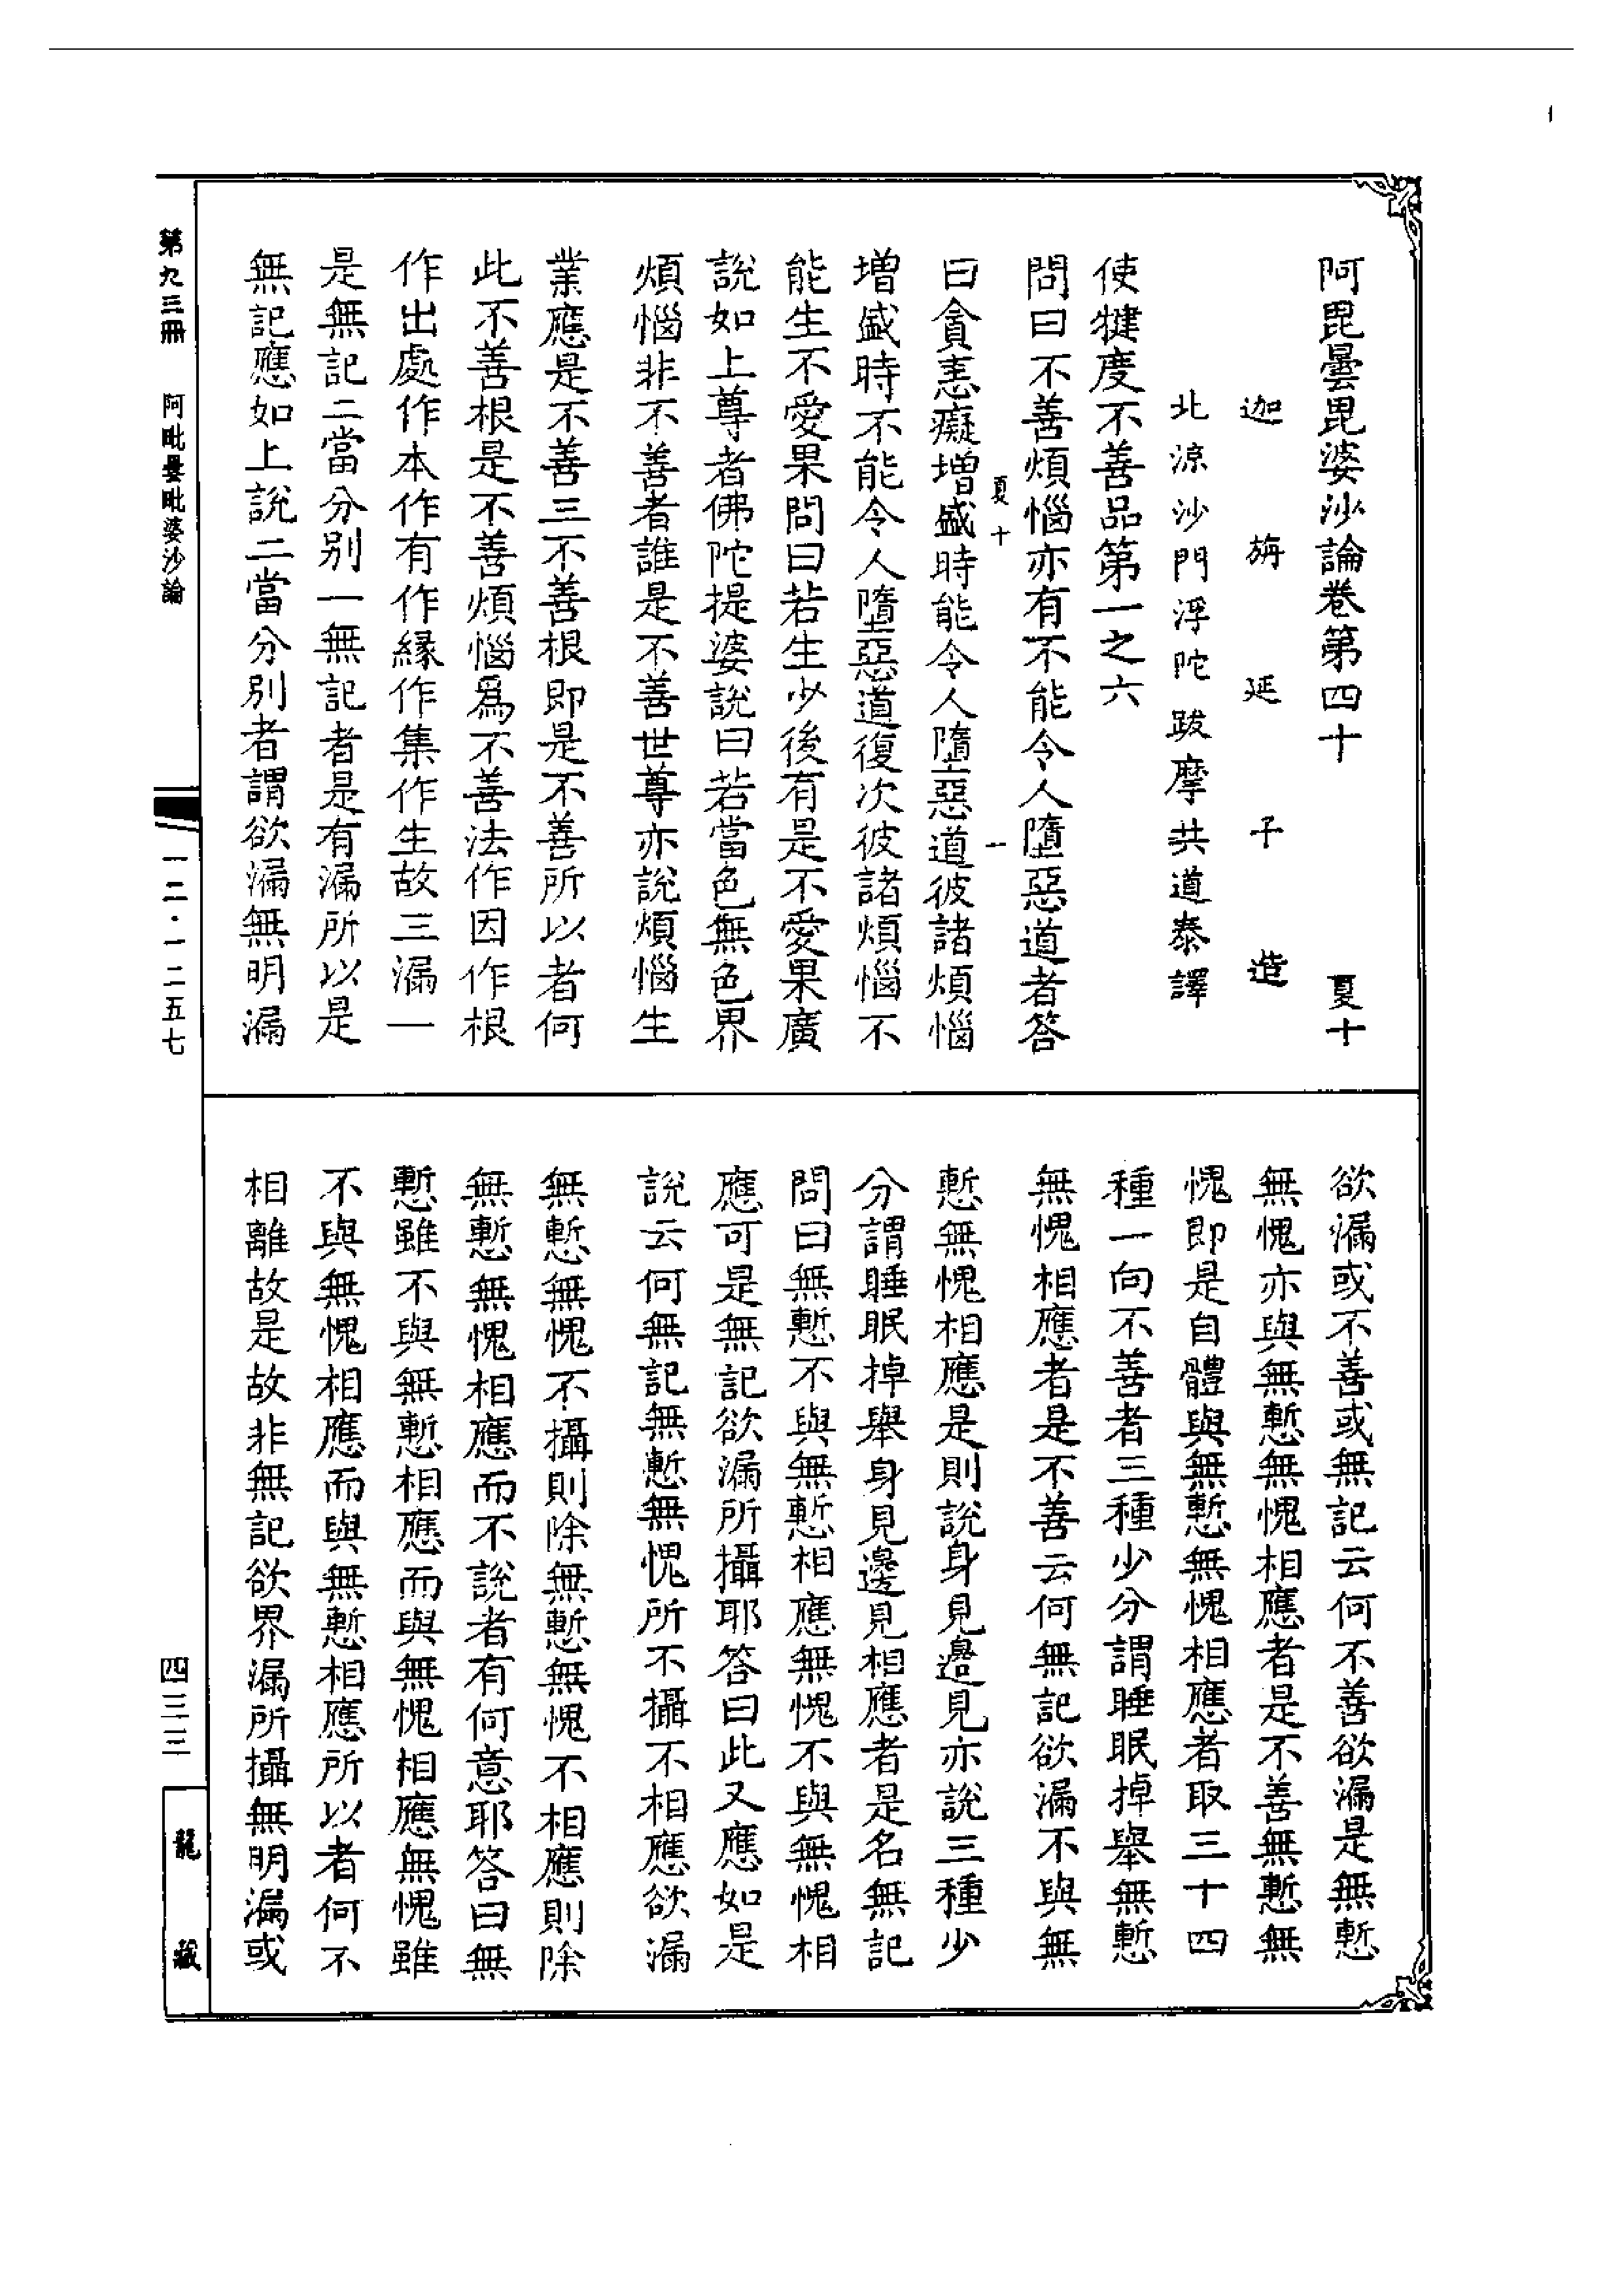 阿毘曇毘婆沙論卷第四十　夏十
迦旃延子造
北涼沙門浮陀跋摩共道泰譯
使犍度不善品第一之六
問曰不善煩惱亦有不能令人墮惡道者答
夏十　一
曰貪恚癡增盛時能令人墮惡道彼諸煩惱
增盛時不能令人墮惡道復次彼諸煩惱不
能生不愛果問曰若生少後有是不愛果廣
說如上尊者佛陀提婆說曰若當色無色界
煩惱非不善者誰是不善世尊亦說煩惱生
業應是不善三不善根即是不善所以者何
此不善根是不善煩惱爲不善法作因作根
作出處作本作有作緣作集作生故三漏一
是無記二當分别一無記者是有漏所以是
無記應如上說二當分別者謂欲漏無明漏
欲漏或不善或無記云何不善欲漏是無慙
無愧亦與無慙無愧相應者是不善無慙無
愧即是自體與無慙無愧相應者取三十四
種一向不善者三種少分謂睡眠掉舉無慙
無愧相應者是不善云何無記欲漏不與無
慙無愧相應是則說身見邊見亦說三種少
分謂睡眠掉舉身見邊見相應者是名無記
問曰無慙不與無慙相應無愧不與無愧相
應可是無記欲漏所攝耶答曰此又應如是
說云何無記無慙無愧所不攝不相應欲漏
無慙無愧不攝則除無慙無愧不相應則除
無慙無愧相應而不說者有何意耶答曰無
慙雖不與無慙相應而與無愧相應無愧雖
不與無愧相應而與無慙相應所以者何不
相離故是故非無記欲界漏所攝無明漏或
第九三冊　阿毗曇毗婆沙論
一二·一二五七
四三三
龍藏